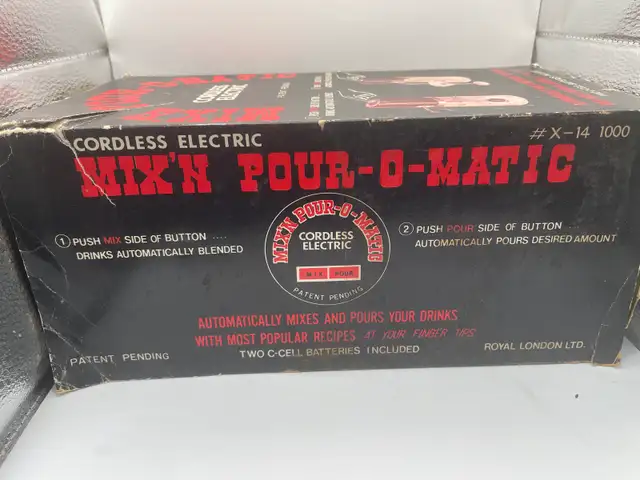 MIX'N
CORDLESS
ELECTRIC
CORDLESS ELECTRIC
# X-14 1000
MIX'N POUR-O-MATIC
① PUSH MIX SIDE OF BUTTON ....
DRINKS AUTOMATICALLY BLENDED
MIX'N POUR-O-MATIC
CORDLESS
ELECTRIC
MIX POUR
PATENT PENDING
② PUSH POUR SIDE OF BUTTON ....
AUTOMATICALLY POURS DESIRED AMOUNT
AUTOMATICALLY MIXES AND POURS YOUR DRINKS
WITH MOST POPULAR RECIPES AT YOUR FINGER TIPS
PATENT PENDING
TWO C-CELL BATTERIES INCLUDED
ROYAL LONDON LTD.